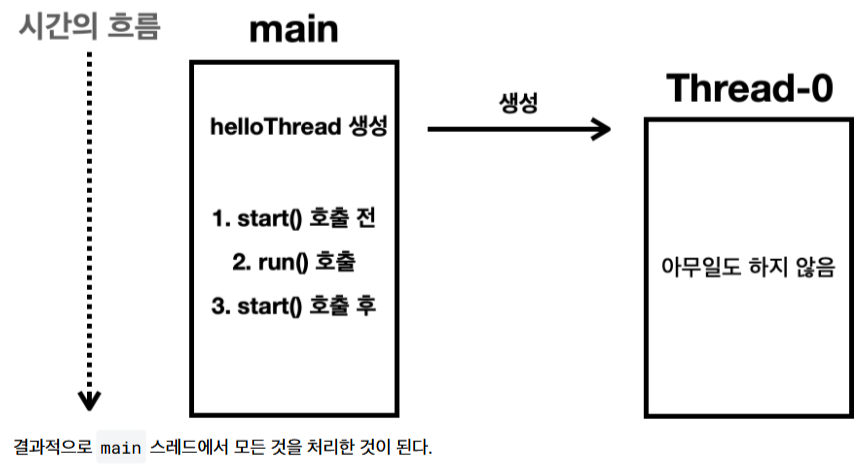 시간의 흐름
main
Thread-0
생성
helloThread 생성
1. start() 호출 전
2. run() 호출
3. start() 호출 후
아무일도 하지 않음
결과적으로 main 스레드에서 모든 것을 처리한 것이 된다.